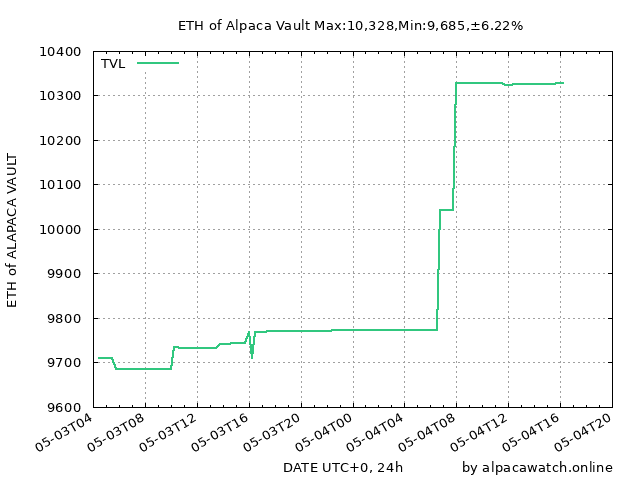 ETH of Alpaca Vault Max:10,328,Min:9,685,±6.22%
TVL
ETH of ALAPACA VAULT
10400
10300
10200
10100
10000
9900
9800
9700
9600
05-03T04
05-03T08
05-03T12
05-03T16
05-03T20
05-04T00
05-04T04
05-04T08
05-04T12
05-04T16
05-04T20
DATE UTC+0, 24h
by alpacawatch.online